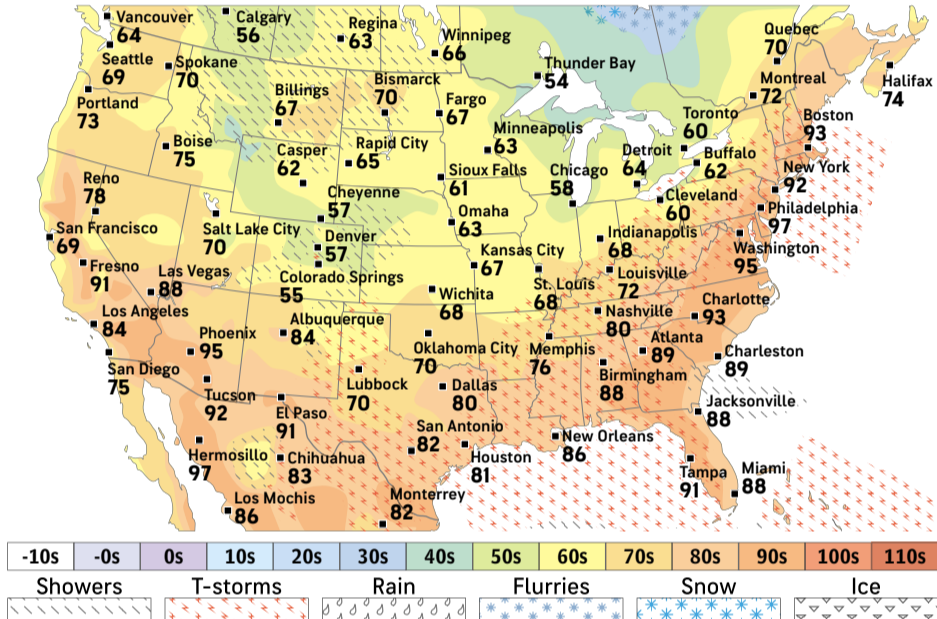 Vancouver
64
Calgary
56
Regina
63
Winnipeg
66
Quebec
70
Seattle
69
Spokane
70
Thunder Bay
54
Halifax
74
Portland
73
Billings
67
Bismarck
70
Fargo
67
Montreal
72
Boston
93
Toronto
60
Minneapolis
63
Boise
75
Casper
62
Rapid City
65
Sioux Falls
61
Chicago
58
Detroit
64
Buffalo
62
New York
92
Reno
78
Cheyenne
57
Omaha
63
Cleveland
60
Philadelphia
97
San Francisco
69
Salt Lake City
70
Denver
57
Kansas City
67
Indianapolis
68
Washington
95
Fresno
91
Las Vegas
88
Colorado Springs
55
Wichita
68
St. Louis
68
Louisville
72
Los Angeles
84
Albuquerque
84
Nashville
80
Charlotte
93
Phoenix
95
Oklahoma City
70
Memphis
76
Atlanta
89
Charleston
89
San Diego
75
Tucson
92
Lubbock
70
Dallas
80
Birmingham
88
Jacksonville
88
El Paso
91
San Antonio
82
New Orleans
86
Hermosillo
97
Chihuahua
83
Houston
81
Tampa
91
Miami
88
Los Mochis
86
Monterrey
82
-10s -0s 0s 10s 20s 30s 40s 50s 60s 70s 80s 90s 100s 110s
Showers T-storms Rain Flurries Snow Ice